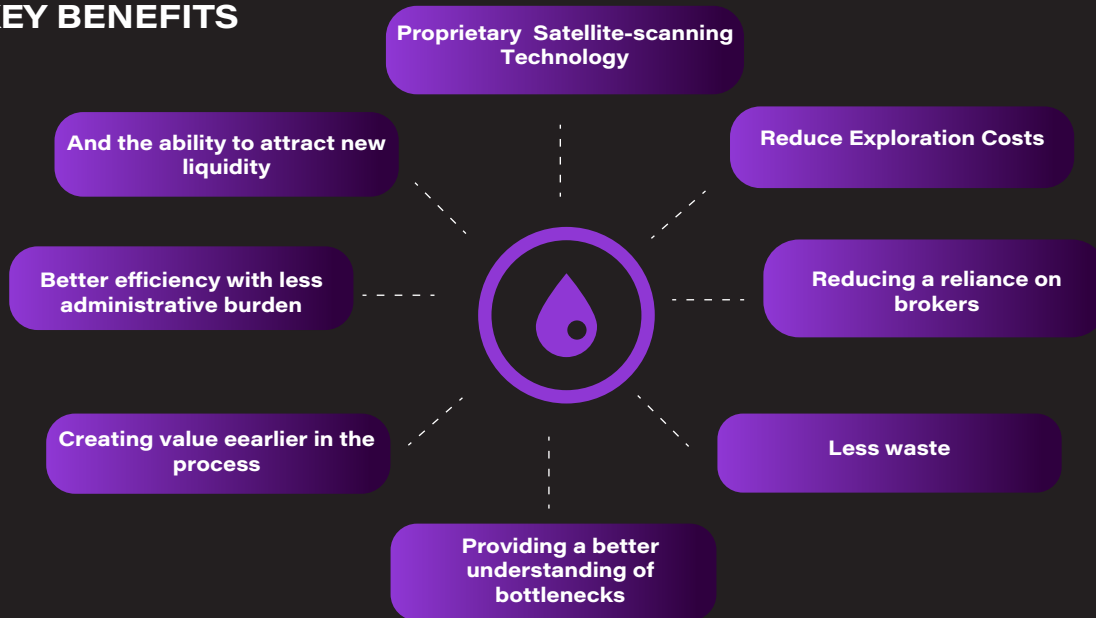 KEY BENEFITS
Proprietary Satellite-scanning
Technology
Reduce Exploration Costs
Reducing a reliance on
brokers
Less waste
Providing a better
understanding of
bottlenecks
Creating value eearlier in the
process
Better efficiency with less
administrative burden
And the ability to attract new
liquidity